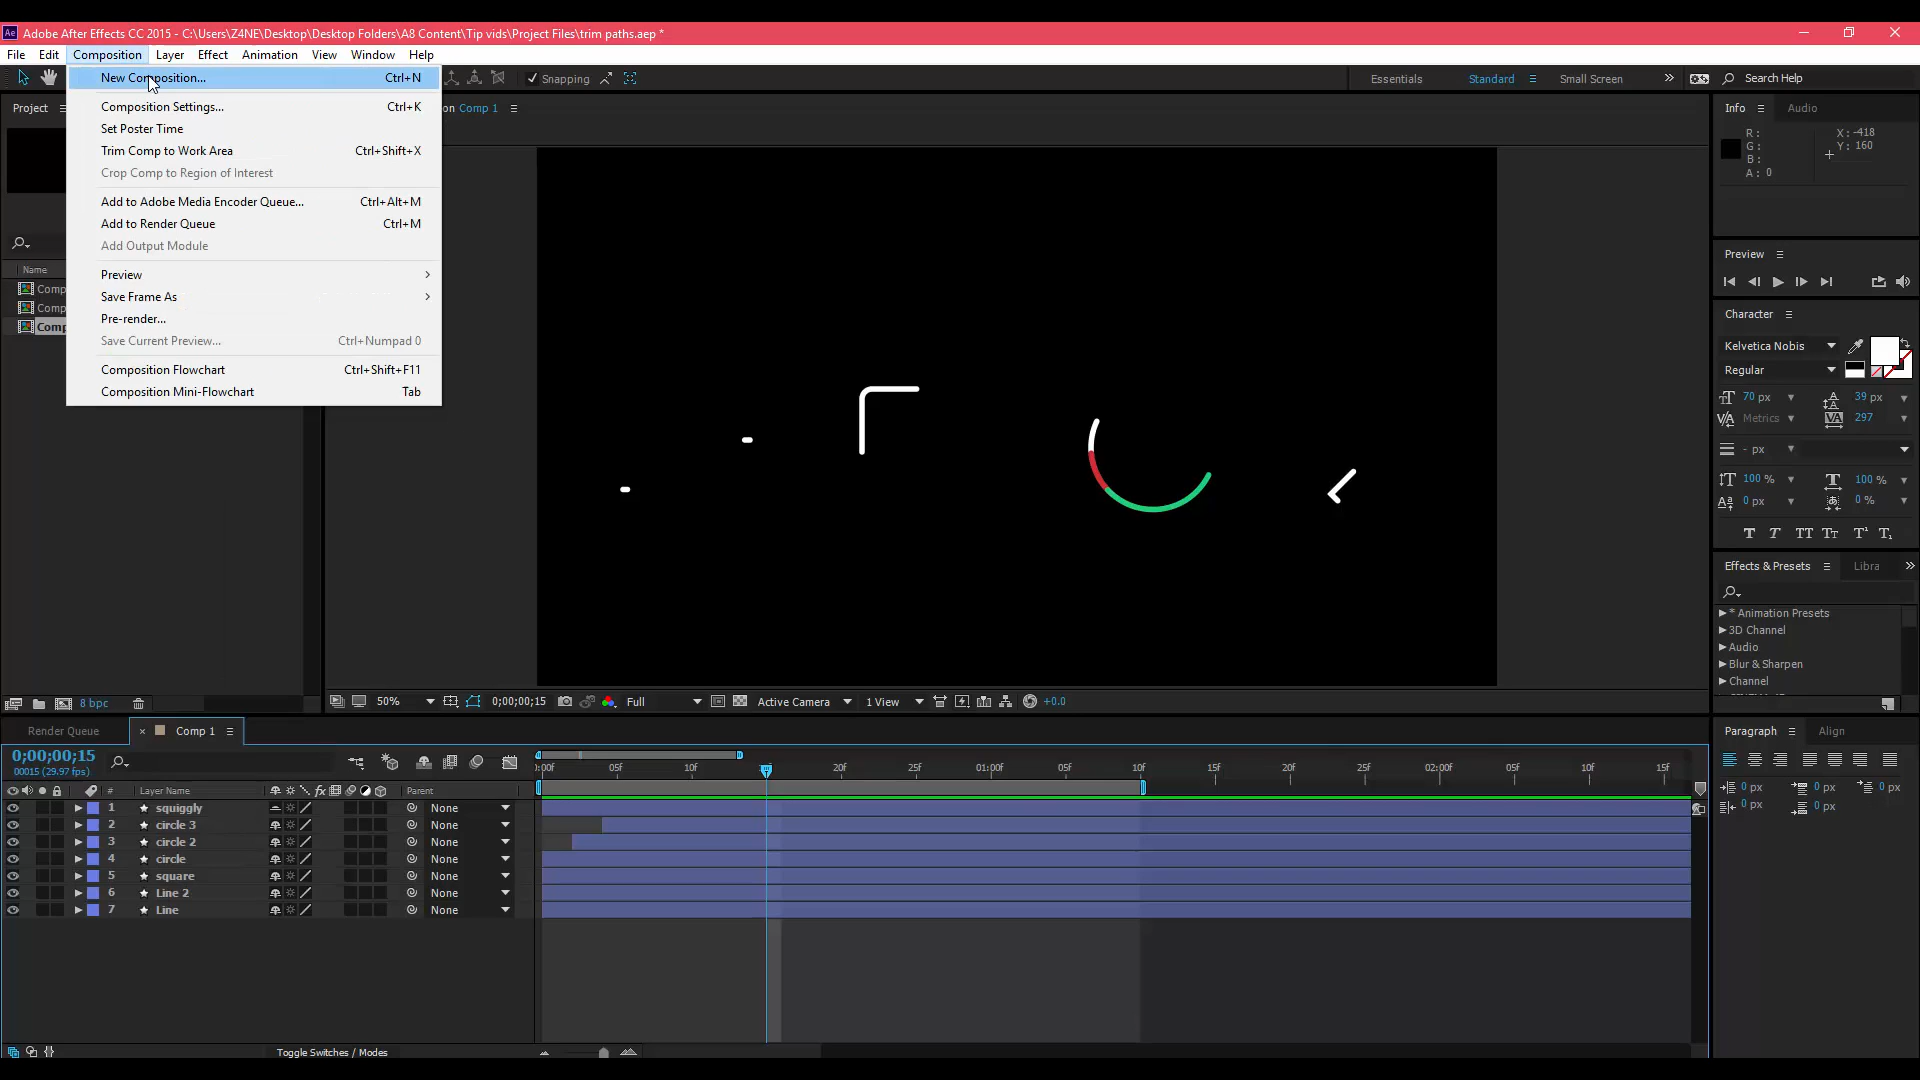 Adobe After Effects CC 2015 - C:\Users\Z4NE\Desktop\Desktop Folders\A8 Content\Tip vids\Project Files\trim paths.aep *
File Edit Composition Layer Effect Animation View Window Help
New Composition... Ctrl+N
Composition Settings... Ctrl+K
Set Poster Time
Trim Comp to Work Area Ctrl+Shift+X
Crop Comp to Region of Interest
Add to Adobe Media Encoder Queue... Ctrl+Alt+M
Add to Render Queue Ctrl+M
Add Output Module
Preview
Save Frame As
Pre-render...
Save Current Preview... Ctrl+Numpad 0
Composition Flowchart Ctrl+Shift+F11
Composition Mini-Flowchart Tab
Snapping
Essentials Standard Small Screen Search Help
Project
on Comp 1
Name
Comp
Comp
Comp
8 bpc
50% 0;00;00;15 Full Active Camera 1 View +0.0
Info Audio
R:
G:
B:
A: 0
X: -418
Y: 160
Preview
Character
Kelvetica Nobis
Regular
70 px 39 px
Metrics 297
- px
100 % 100 %
0 px 0 %
Effects & Presets Libra
* Animation Presets
3D Channel
Audio
Blur & Sharpen
Channel
Paragraph Align
0 px 0 px 0 px
0 px 0 px
Render Queue Comp 1
0;00;00;15
00015 (29.97 fps)
:00f 05f 10f 20f 25f 01:00f 05f 10f 15f 20f 25f 02:00f 05f 10f 15f
# Layer Name Parent
1 squiggly None
2 circle 3 None
3 circle 2 None
4 circle None
5 square None
6 Line 2 None
7 Line None
Toggle Switches / Modes